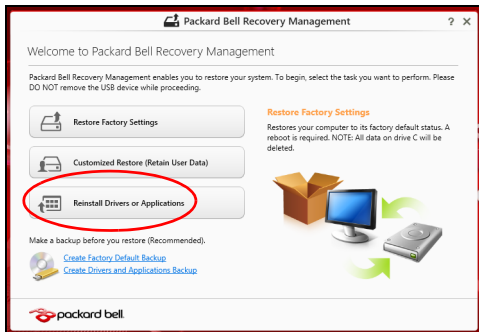 Packard Bell Recovery Management
? X
Welcome to Packard Bell Recovery Management
Packard Bell Recovery Management enables you to restore your system. To begin, select the task you want to perform. Please
DO NOT remove the USB device while proceeding.
Restore Factory Settings
Customized Restore (Retain User Data)
Reinstall Drivers or Applications
Restore Factory Settings
Restores your computer to its factory default status. A
reboot is required. NOTE: All data on drive C will be
deleted.
Make a backup before you restore (Recommended).
Create Factory Default Backup
Create Drivers and Applications Backup
packard bell